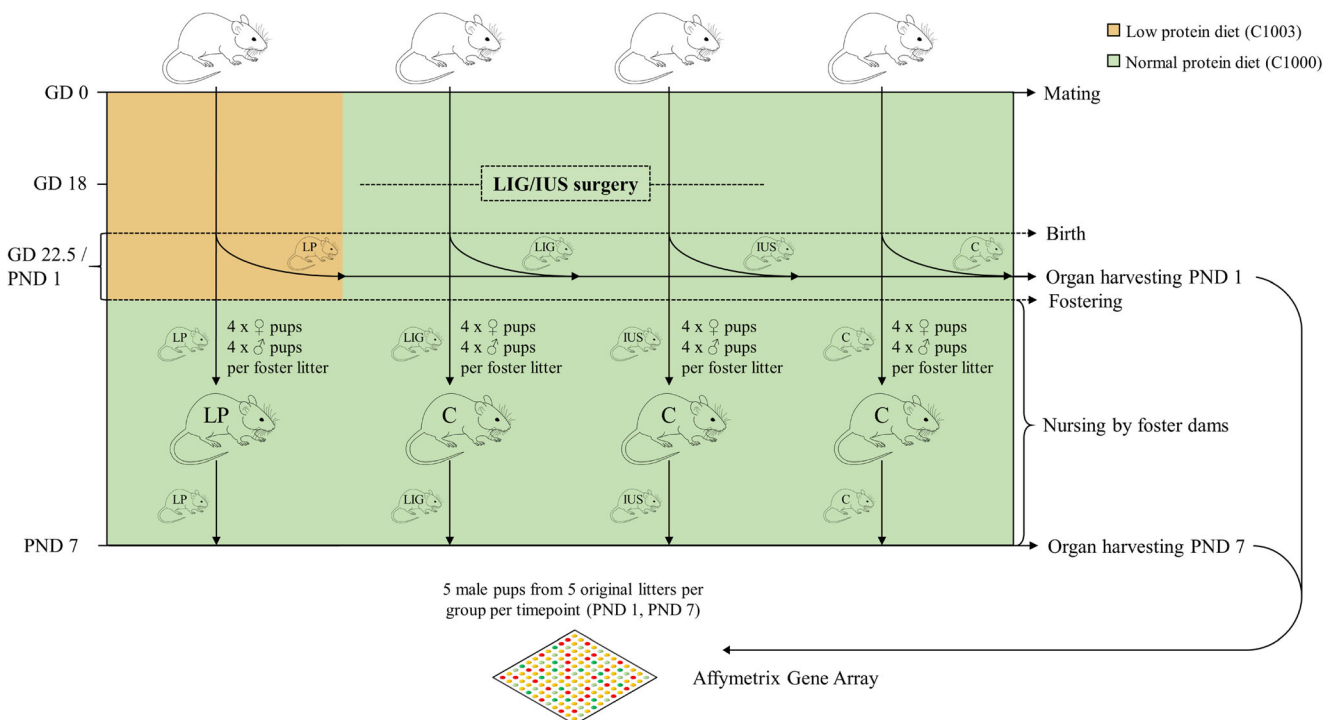 Low protein diet (C1003)
Normal protein diet (C1000)
GD 0
Mating
GD 18
LIG/IUS surgery
Birth
GD 22.5 /
PND 1
LP
LIG
IUS
C
Organ harvesting PND 1
Fostering
LP
4 x ♀ pups
4 x ♂ pups
per foster litter
LIG
4 x ♀ pups
4 x ♂ pups
per foster litter
IUS
4 x ♀ pups
4 x ♂ pups
per foster litter
C
4 x ♀ pups
4 x ♂ pups
per foster litter
LP
C
C
C
Nursing by foster dams
LP
LIG
IUS
C
PND 7
Organ harvesting PND 7
5 male pups from 5 original litters per
group per timepoint (PND 1, PND 7)
Affymetrix Gene Array